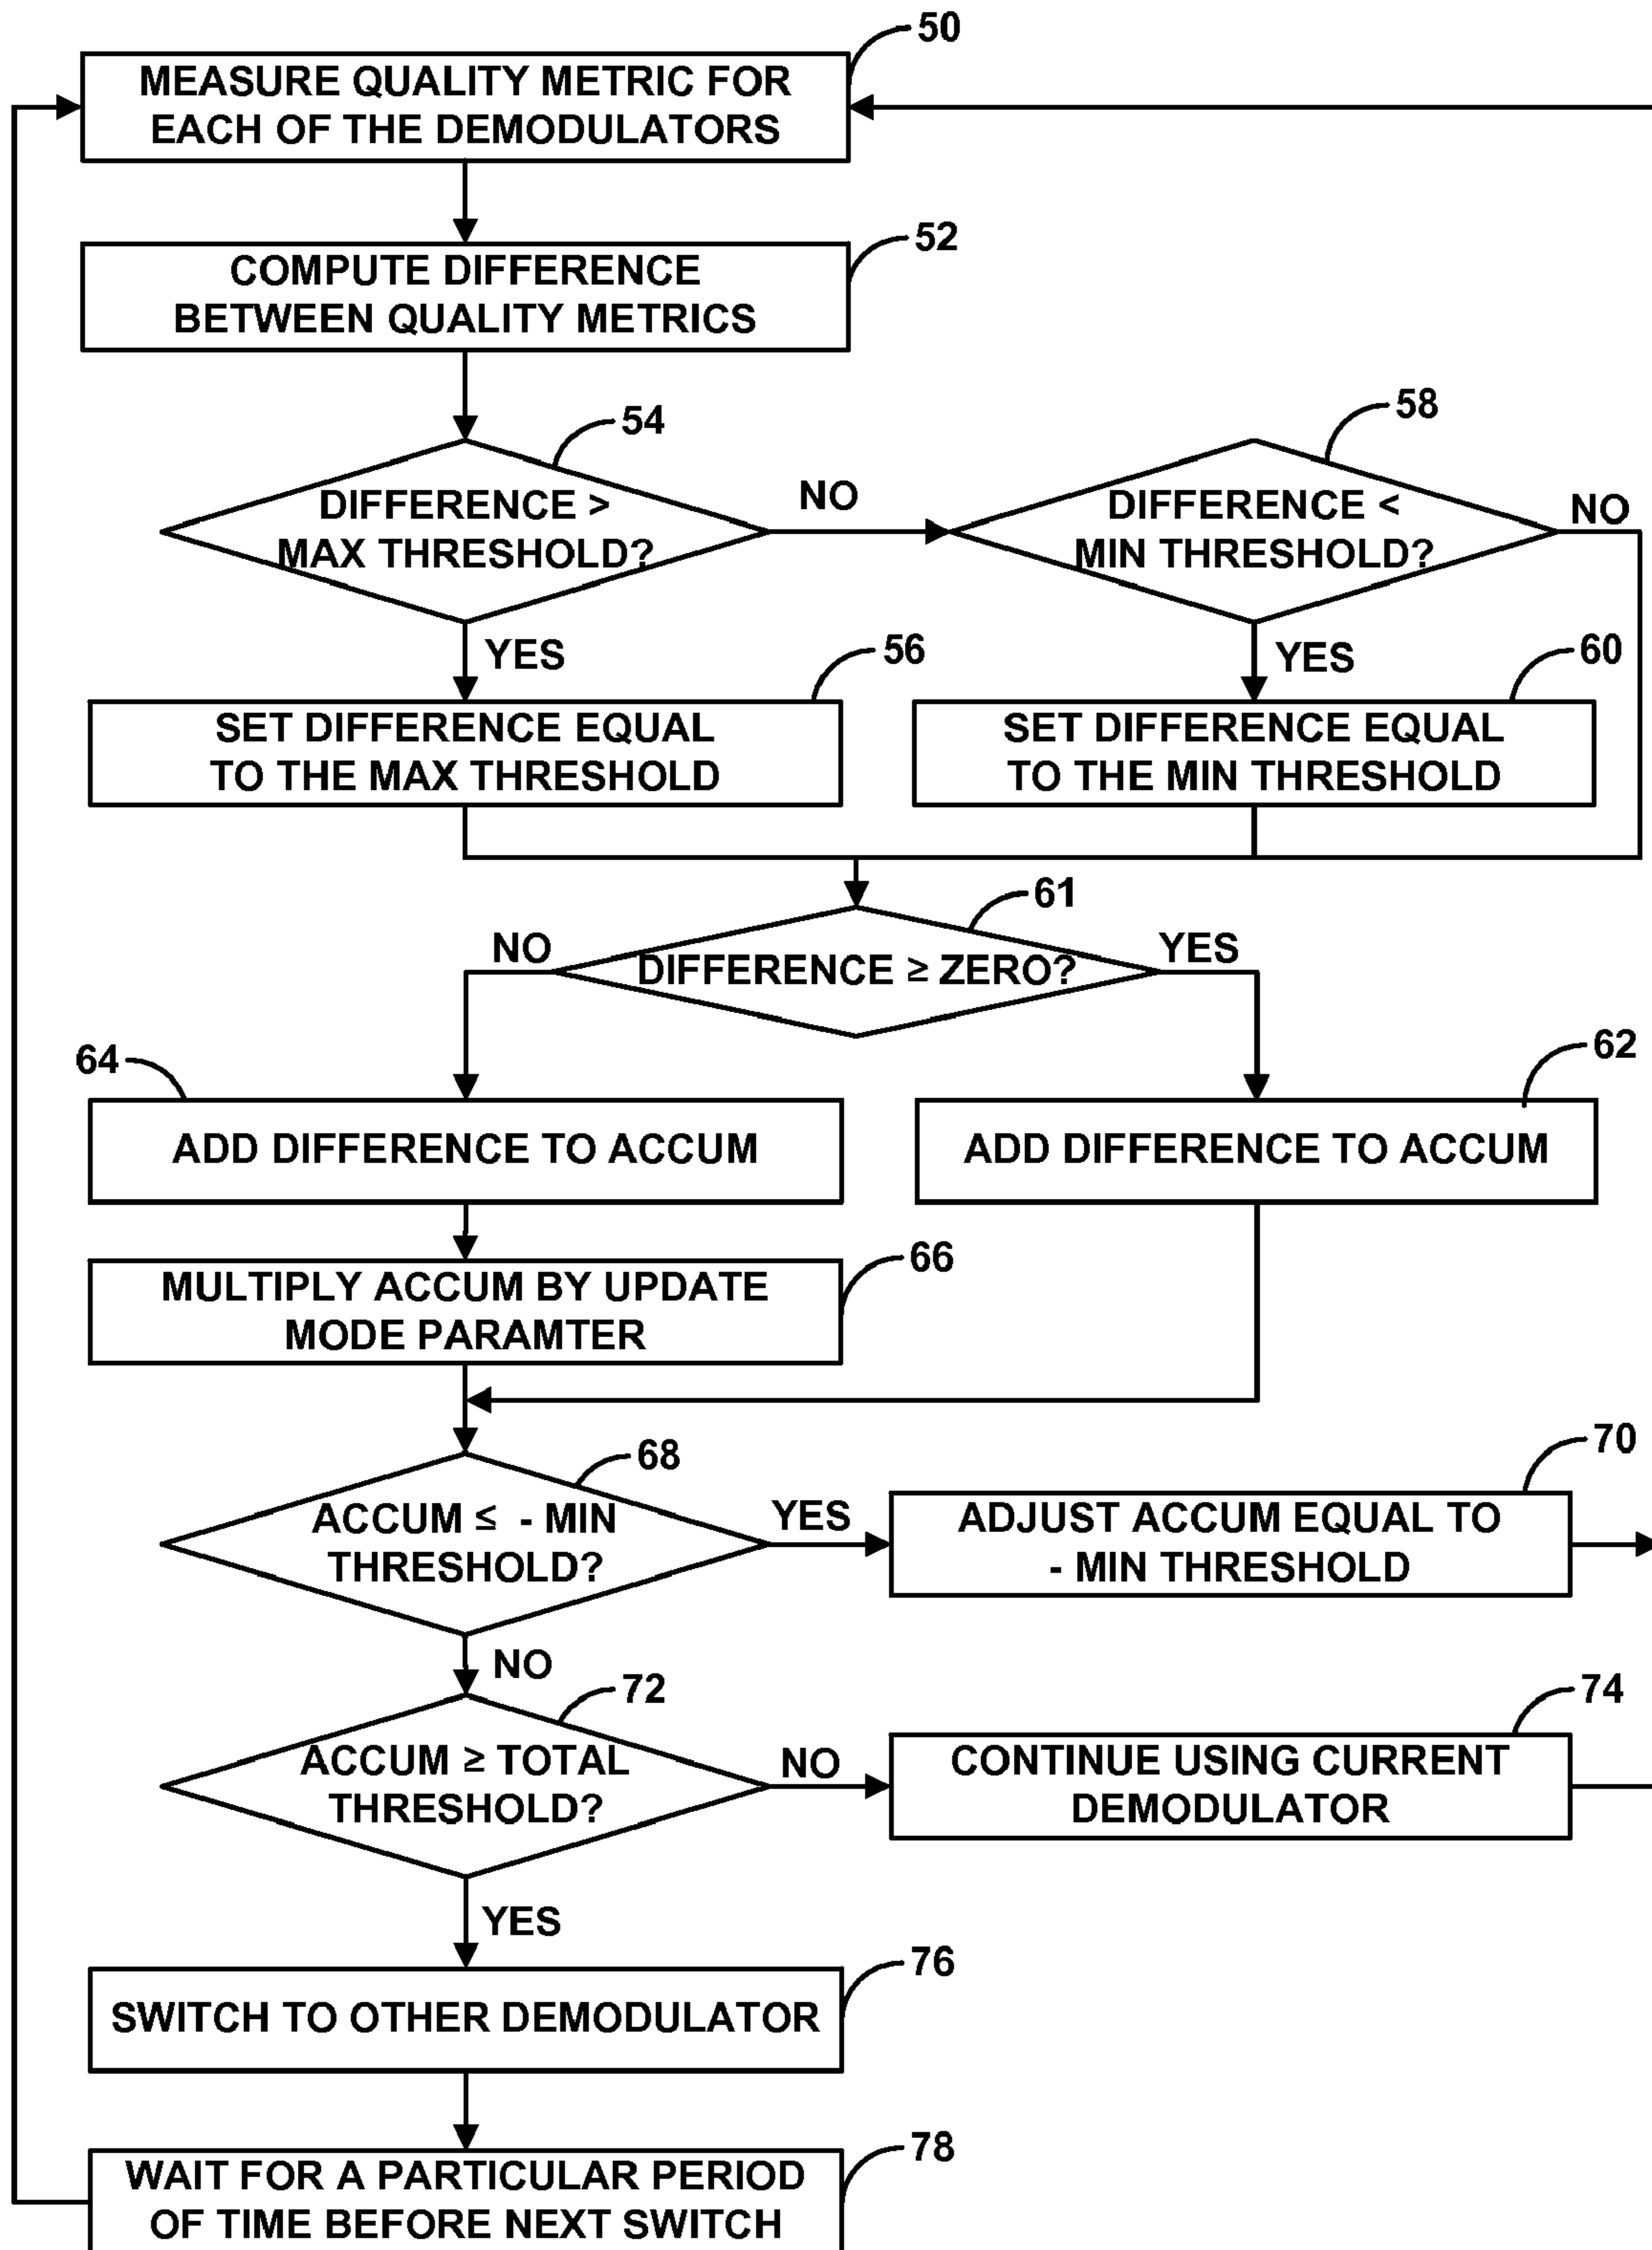 50
MEASURE QUALITY METRIC FOR
EACH OF THE DEMODULATORS
52
COMPUTE DIFFERENCE
BETWEEN QUALITY METRICS
54
DIFFERENCE >
MAX THRESHOLD?
NO
58
DIFFERENCE <
MIN THRESHOLD?
NO
YES
56
SET DIFFERENCE EQUAL
TO THE MAX THRESHOLD
YES
60
SET DIFFERENCE EQUAL
TO THE MIN THRESHOLD
61
NO
DIFFERENCE ≥ ZERO?
YES
64
ADD DIFFERENCE TO ACCUM
62
ADD DIFFERENCE TO ACCUM
66
MULTIPLY ACCUM BY UPDATE
MODE PARAMTER
68
ACCUM ≤ - MIN
THRESHOLD?
YES
70
ADJUST ACCUM EQUAL TO
- MIN THRESHOLD
NO
72
ACCUM ≥ TOTAL
THRESHOLD?
NO
74
CONTINUE USING CURRENT
DEMODULATOR
YES
76
SWITCH TO OTHER DEMODULATOR
78
WAIT FOR A PARTICULAR PERIOD
OF TIME BEFORE NEXT SWITCH